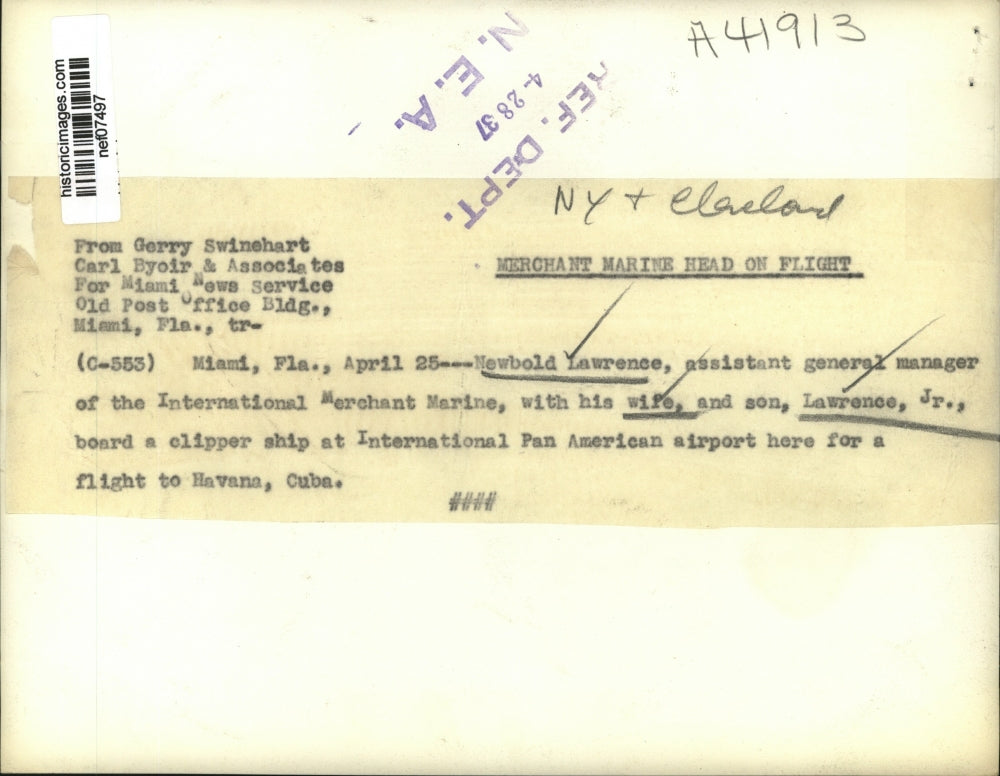 A41913
historicimages.com
nef07497
N.E.A.
4 28 37
REF. DEPT.
NY + Cleveland
From Gerry Swinehart
Carl Byoir & Associates
For Miami News Service
Old Post Office Bldg.,
Miami, Fla., tr-
MERCHANT MARINE HEAD ON FLIGHT
(C-553) Miami, Fla., April 25---Newbold Lawrence, assistant general manager
of the International Merchant Marine, with his wife, and son, Lawrence, Jr.,
board a clipper ship at International Pan American airport here for a
flight to Havana, Cuba.
####